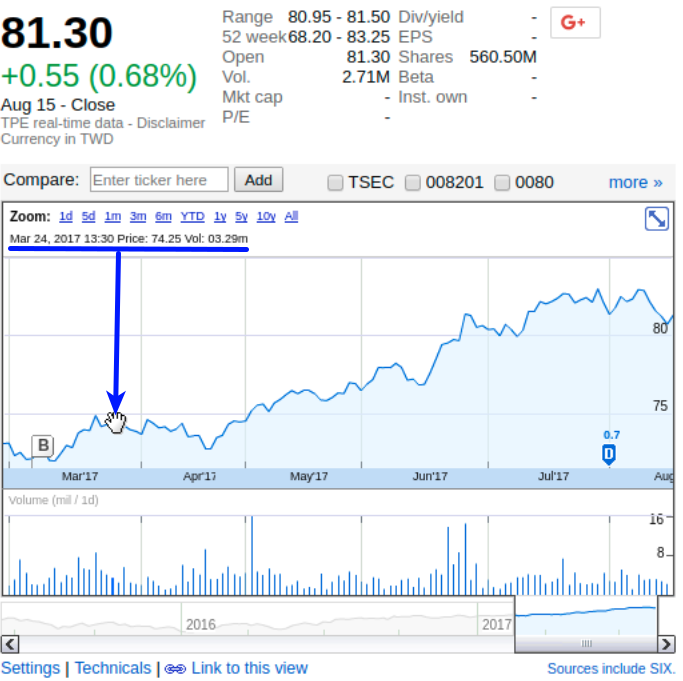 81.30
+0.55 (0.68%)
Aug 15 - Close
TPE real-time data - Disclaimer
Currency in TWD
Range 80.95 - 81.50 Div/yield -
52 week 68.20 - 83.25 EPS -
Open 81.30 Shares 560.50M
Vol. 2.71M Beta -
Mkt cap - Inst. own -
P/E -
G+
Compare: Enter ticker here Add TSEC 008201 0080 more »
Zoom: 1d 5d 1m 3m 6m YTD 1y 5y 10y All
Mar 24, 2017 13:30 Price: 74.25 Vol: 03.29m
80
75
B
0.7
D
Mar'17 Apr'17 May'17 Jun'17 Jul'17 Aug
Volume (mil / 1d)
16
8
2016 2017
Settings | Technicals | Link to this view
Sources include SIX.